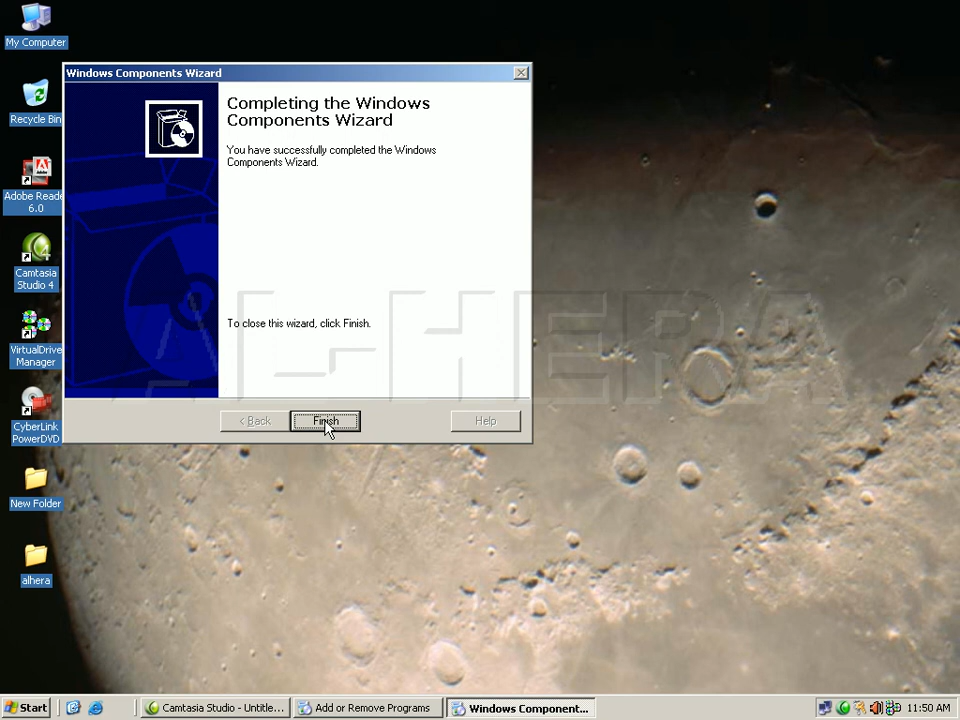 My Computer
Recycle Bin
Adobe Reade
6.0
Camtasia
Studio 4
VirtualDrive
Manager
CyberLink
PowerDVD
New Folder
alhera
Windows Components Wizard
Completing the Windows
Components Wizard
You have successfully completed the Windows
Components Wizard.
To close this wizard, click Finish.
< Back
Finish
Help
ALHERA
Start
Camtasia Studio - Untitle...
Add or Remove Programs
Windows Component...
11:50 AM